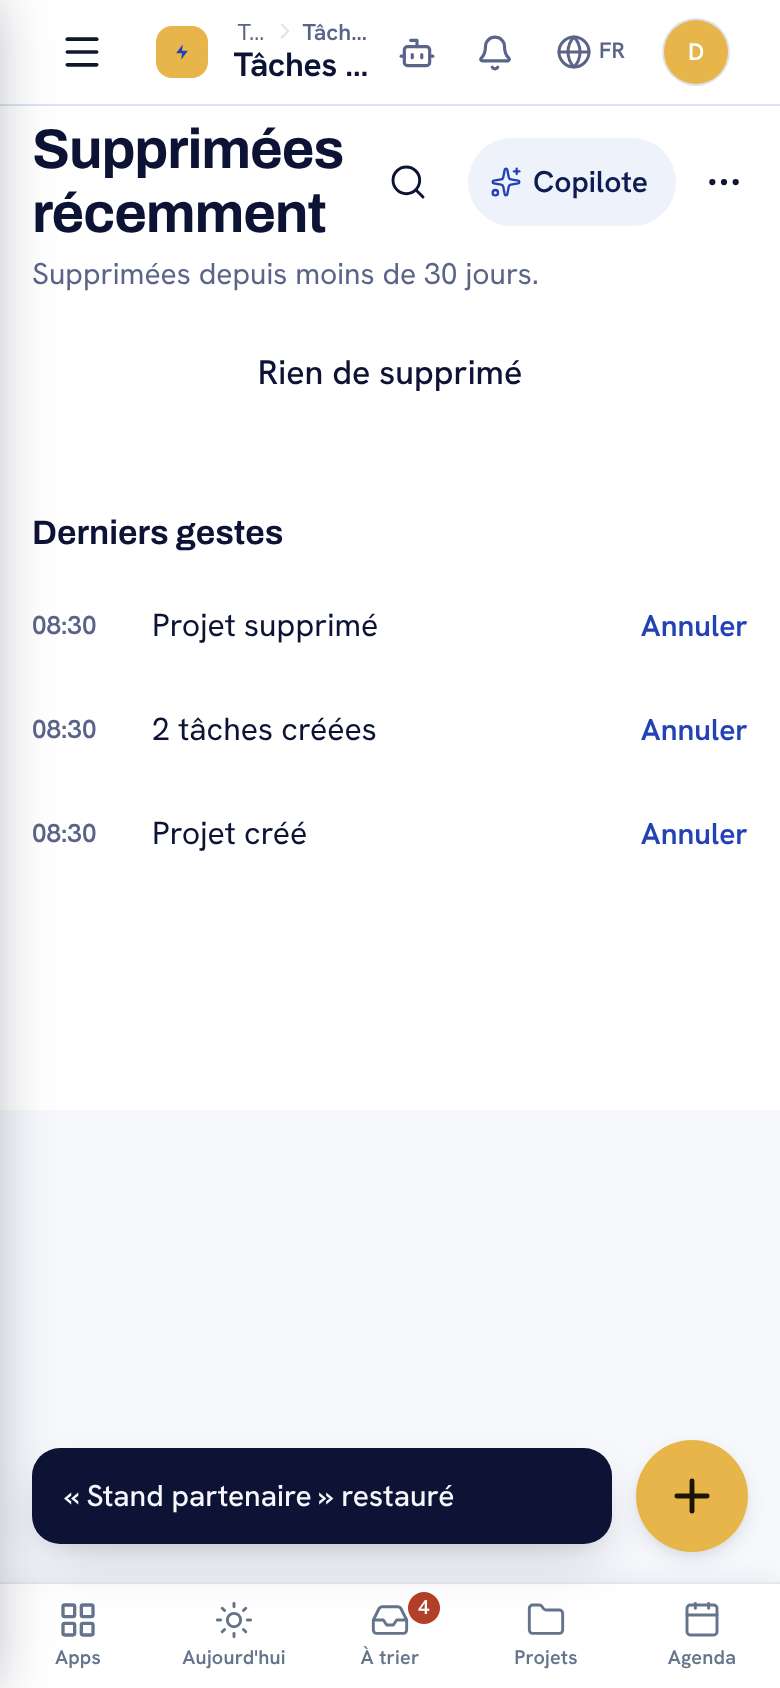 T... > Tâch...
Tâches ...
FR
D
Supprimées
récemment
Copilote
Supprimées depuis moins de 30 jours.
Rien de supprimé
Derniers gestes
08:30 Projet supprimé Annuler
08:30 2 tâches créées Annuler
08:30 Projet créé Annuler
« Stand partenaire » restauré
4
Apps Aujourd'hui À trier Projets Agenda